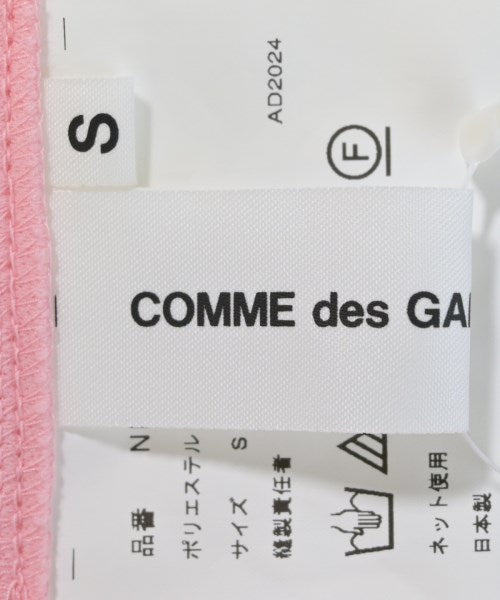 S
AD2024
F
COMME des GA
品番 N
ポリエステル
サイズ S
縫製責任者
ネット使用
日本製